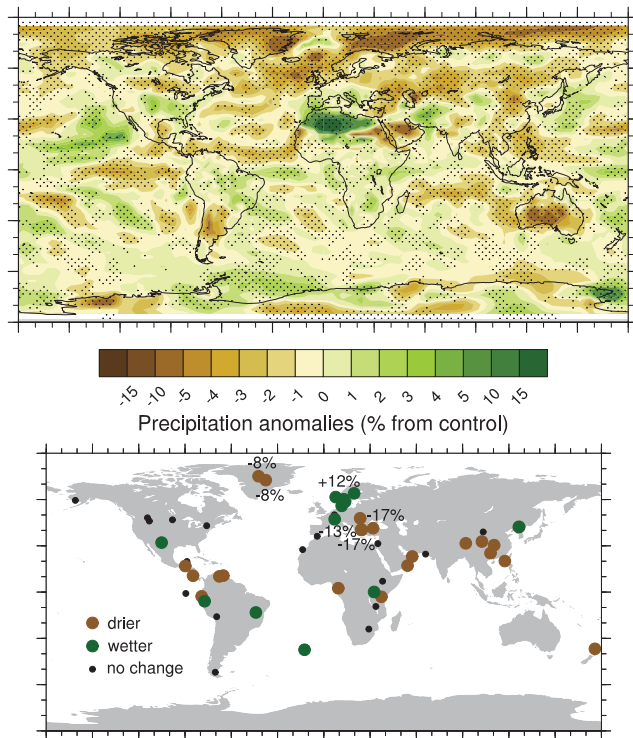 -15 -10 -5 -4 -3 -2 -1 0 1 2 3 4 5 10 15
Precipitation anomalies (% from control)
-8%
-8%
+12%
-17%
-13%
-17%
drier
wetter
no change